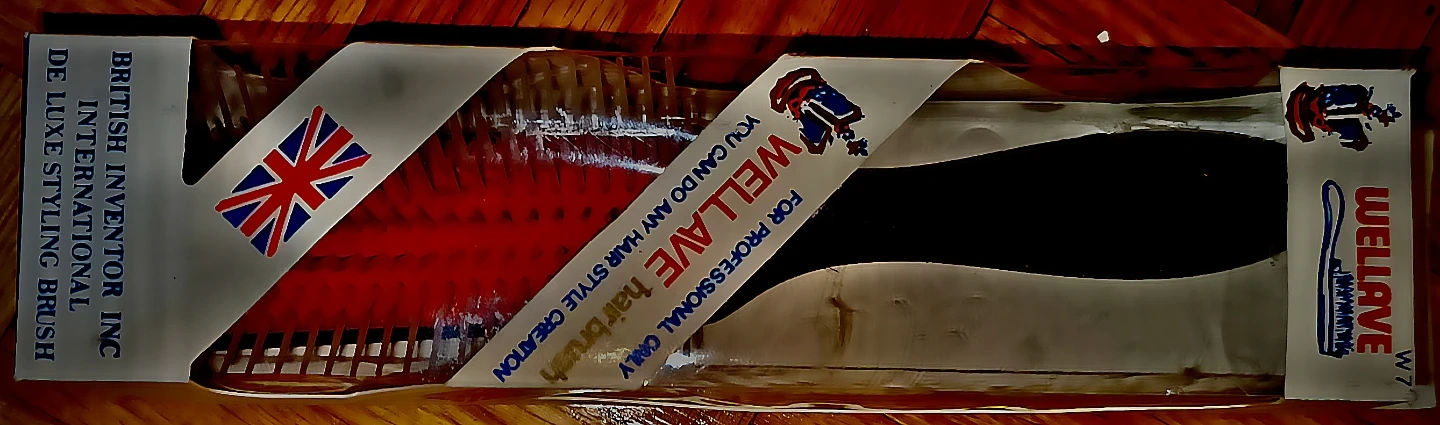 BRITISH INVENTOR INC
INTERNATIONAL
DE LUXE STYLING BRUSH
FOR PROFESSIONAL ONLY
WELLAVE hair brush
YOU CAN DO ANY HAIR STYLE CREATION
WELLAVE
W 7